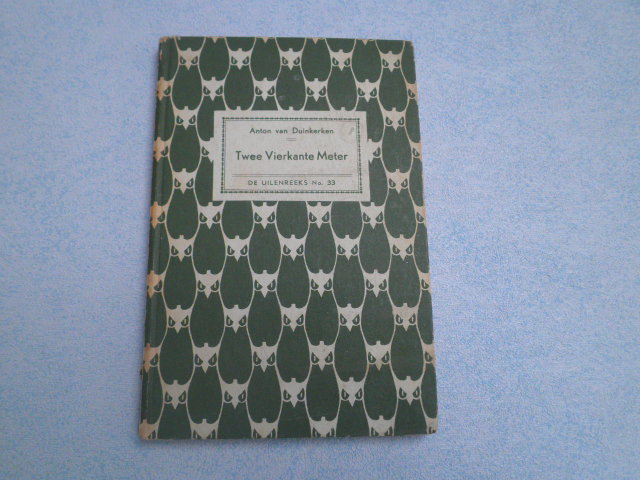 Anton van Duinkerken
Twee Vierkante Meter
DE UILENREEKS No. 33